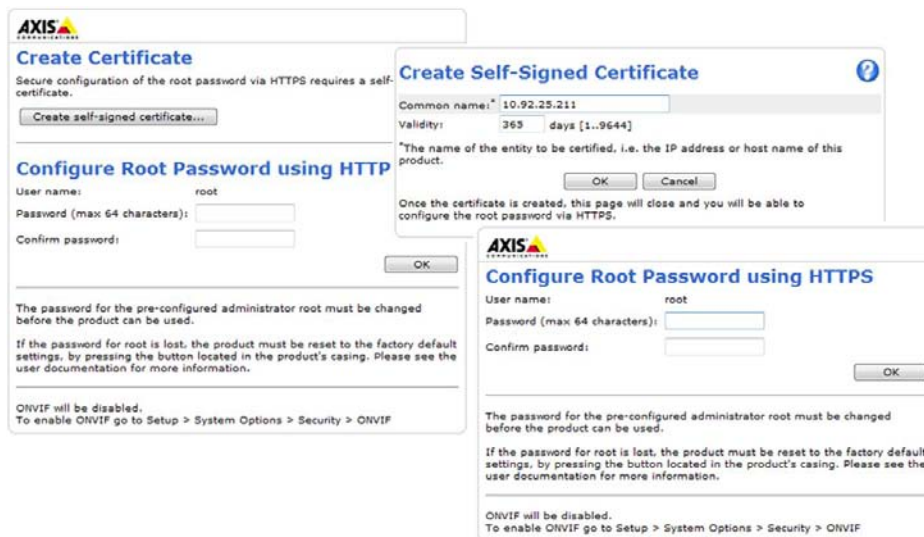 AXIS
COMMUNICATIONS
Create Certificate
Secure configuration of the root password via HTTPS requires a self-
certificate.
Create self-signed certificate...
Configure Root Password using HTTP
User name: root
Password (max 64 characters):
Confirm password:
OK
The password for the pre-configured administrator root must be changed
before the product can be used.
If the password for root is lost, the product must be reset to the factory default
settings, by pressing the button located in the product's casing. Please see the
user documentation for more information.
ONVIF will be disabled.
To enable ONVIF go to Setup > System Options > Security > ONVIF
Create Self-Signed Certificate
?
Common name:* 10.92.25.211
Validity: 365 days [1..9644]
*The name of the entity to be certified, i.e. the IP address or host name of this
product.
OK Cancel
Once the certificate is created, this page will close and you will be able to
configure the root password via HTTPS.
AXIS
COMMUNICATIONS
Configure Root Password using HTTPS
User name: root
Password (max 64 characters):
Confirm password:
OK
The password for the pre-configured administrator root must be changed
before the product can be used.
If the password for root is lost, the product must be reset to the factory default
settings, by pressing the button located in the product's casing. Please see the
user documentation for more information.
ONVIF will be disabled.
To enable ONVIF go to Setup > System Options > Security > ONVIF